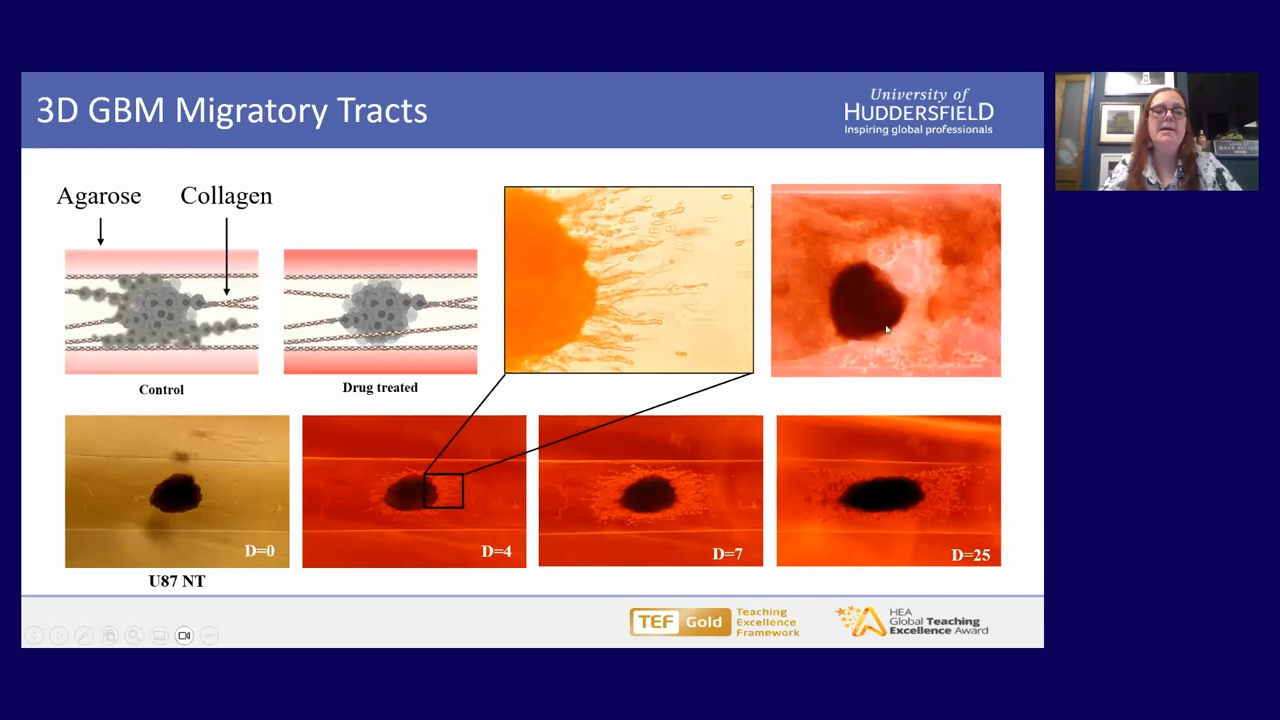 3D GBM Migratory Tracts
University of
HUDDERSFIELD
Inspiring global professionals
Agarose
Collagen
Control
Drug treated
D=0
D=4
D=7
D=25
U87 NT
TEF Gold
Teaching
Excellence
Framework
HEA
Global Teaching
Excellence Award